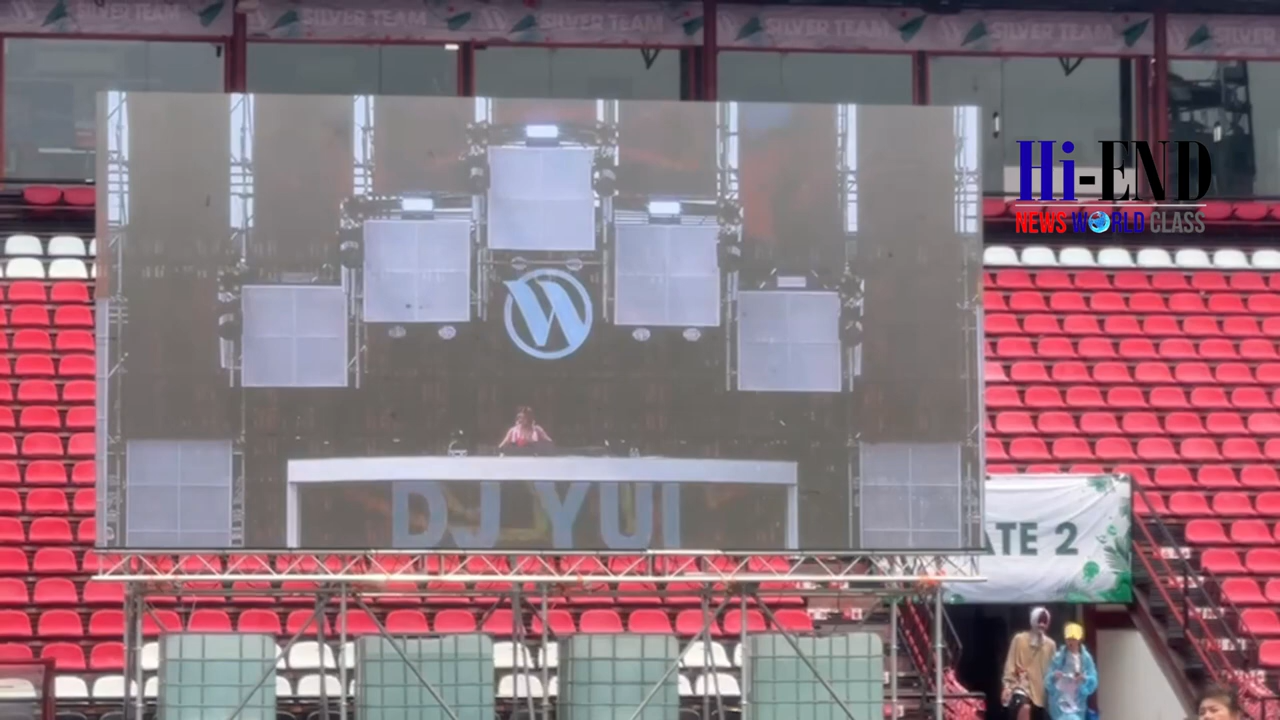 SILVER TEAM SILVER TEAM SILVER TEAM SILVER TEAM SILVER TEAM SILVER
Hi-END
NEWS WORLD CLASS
W
DJ YUI
ATE 2